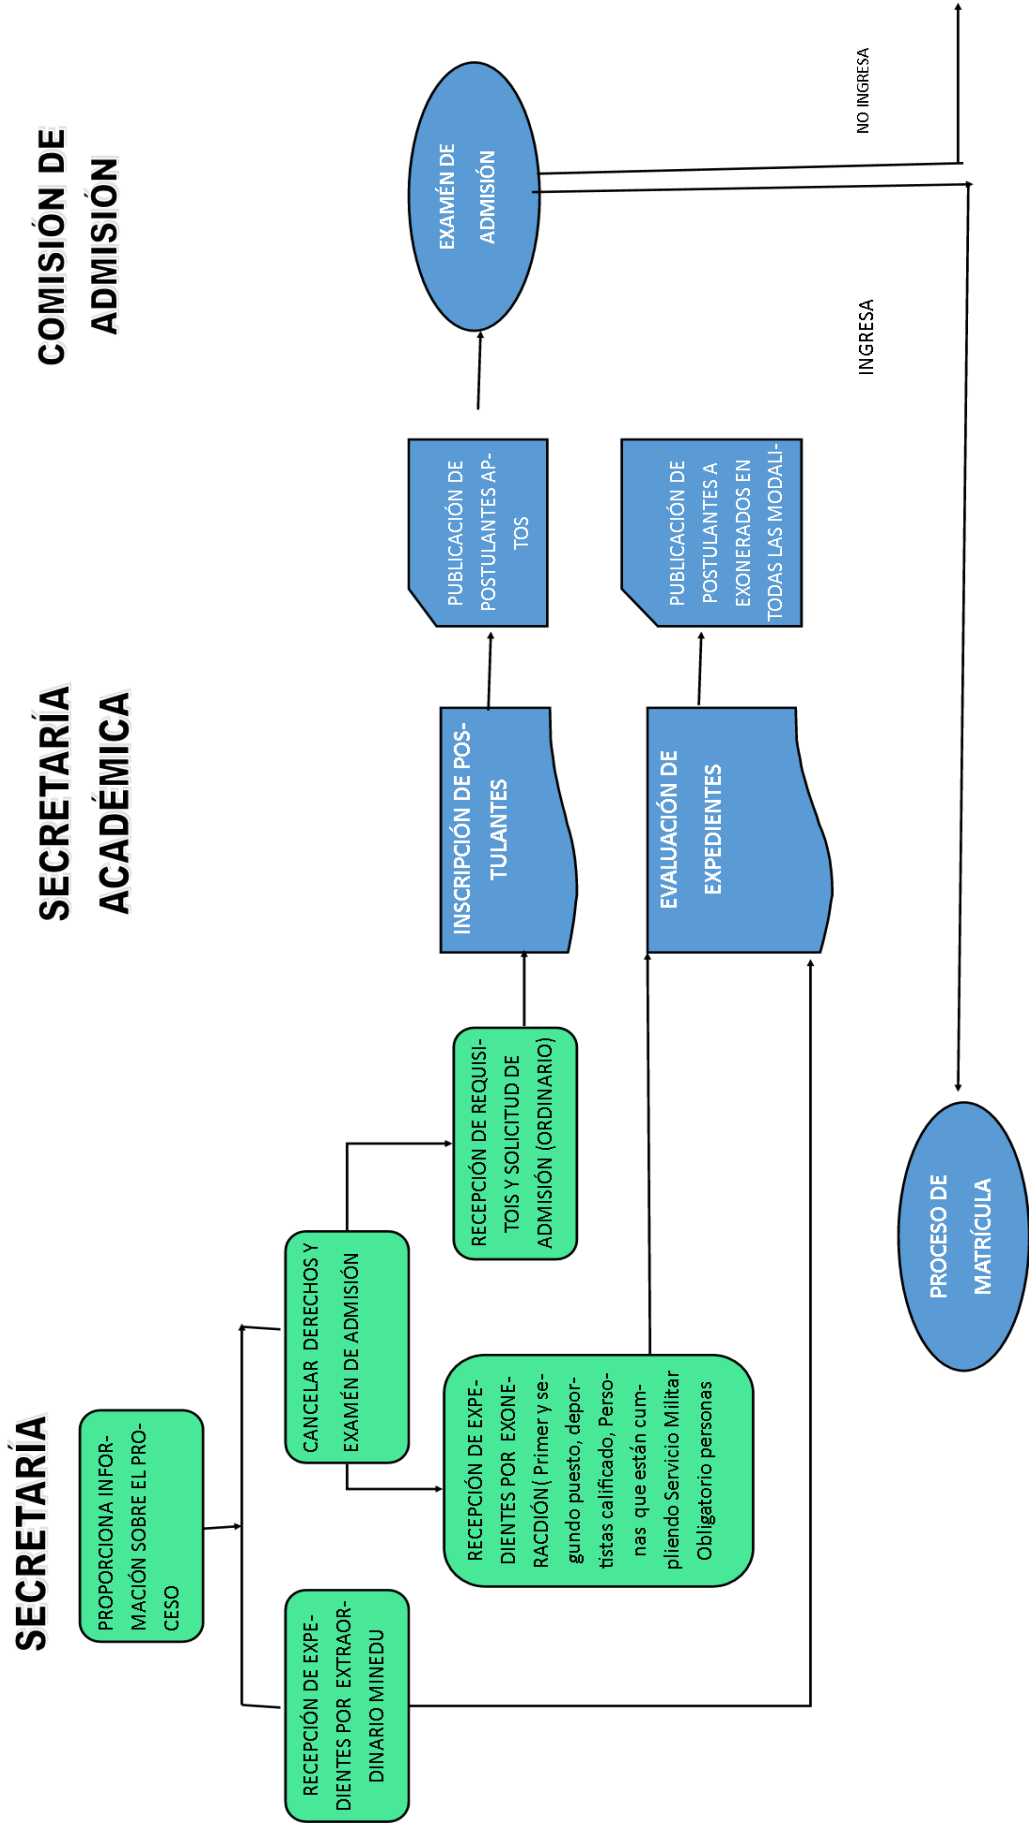 SECRETARÍA
SECRETARÍA
ACADÉMICA
COMISIÓN DE
ADMISIÓN
PROPORCIONA INFOR-
MACIÓN SOBRE EL PRO-
CESO
RECEPCIÓN DE EXPE-
DIENTES POR EXTRAOR-
DINARIO MINEDU
CANCELAR DERECHOS Y
EXAMÉN DE ADMISIÓN
RECEPCIÓN DE EXPE-
DIENTES POR EXONE-
RACDIÓN( Primer y se-
gundo puesto, depor-
tistas calificado, Perso-
nas que están cum-
pliendo Servicio Militar
Obligatorio personas
RECEPCIÓN DE REQUISI-
TOIS Y SOLICITUD DE
ADMISIÓN (ORDINARIO)
INSCRIPCIÓN DE POS-
TULANTES
EVALUACIÓN DE
EXPEDIENTES
PUBLICACIÓN DE
POSTULANTES AP-
TOS
PUBLICACIÓN DE
POSTULANTES A
EXONERADOS EN
TODAS LAS MODALI-
EXAMÉN DE
ADMISIÓN
NO INGRESA
INGRESA
PROCESO DE
MATRÍCULA